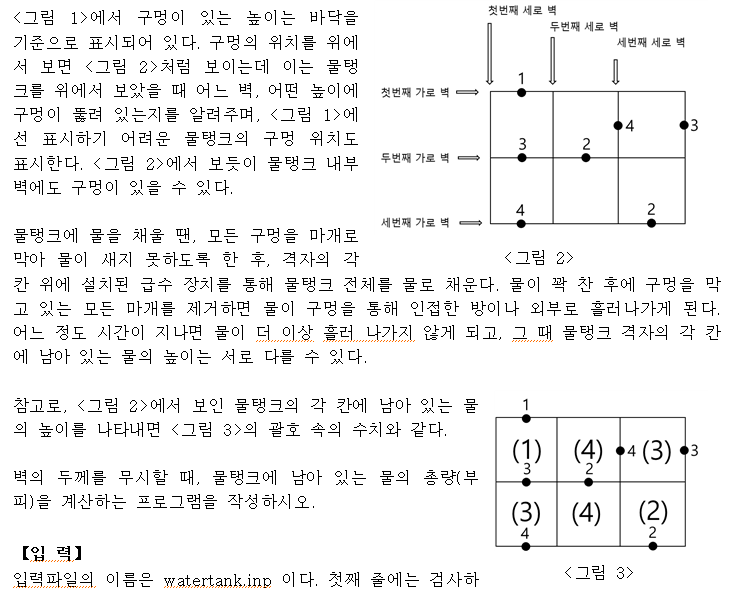 <그림 1>에서 구멍이 있는 높이는 바닥을
기준으로 표시되어 있다. 구멍의 위치를 위에
서 보면 <그림 2>처럼 보이는데 이는 물탱
크를 위에서 보았을 때 어느 벽, 어떤 높이에
구멍이 뚫려 있는지를 알려주며, <그림 1>에
선 표시하기 어려운 물탱크의 구멍 위치도
표시한다. <그림 2>에서 보듯이 물탱크 내부
벽에도 구멍이 있을 수 있다.
첫번째 세로 벽
두번째 세로 벽
세번째 세로 벽
첫번째 가로 벽
1
4
3
두번째 가로 벽
3
2
세번째 가로 벽
4
2
<그림 2>
물탱크에 물을 채울 땐, 모든 구멍을 마개로
막아 물이 새지 못하도록 한 후, 격자의 각
칸 위에 설치된 급수 장치를 통해 물탱크 전체를 물로 채운다. 물이 꽉 찬 후에 구멍을 막
고 있는 모든 마개를 제거하면 물이 구멍을 통해 인접한 방이나 외부로 흘러나가게 된다.
어느 정도 시간이 지나면 물이 더 이상 흘러 나가지 않게 되고, 그 때 물탱크 격자의 각 칸
에 남아 있는 물의 높이는 서로 다를 수 있다.
참고로, <그림 2>에서 보인 물탱크의 각 칸에 남아 있는 물
의 높이를 나타내면 <그림 3>의 괄호 속의 수치와 같다.
벽의 두께를 무시할 때, 물탱크에 남아 있는 물의 총량(부
피)을 계산하는 프로그램을 작성하시오.
1
(1) (4) 4 (3) 3
3 2
(3) (4) (2)
4 2
<그림 3>
【입 력】
입력파일의 이름은 watertank.inp 이다. 첫째 줄에는 검사하